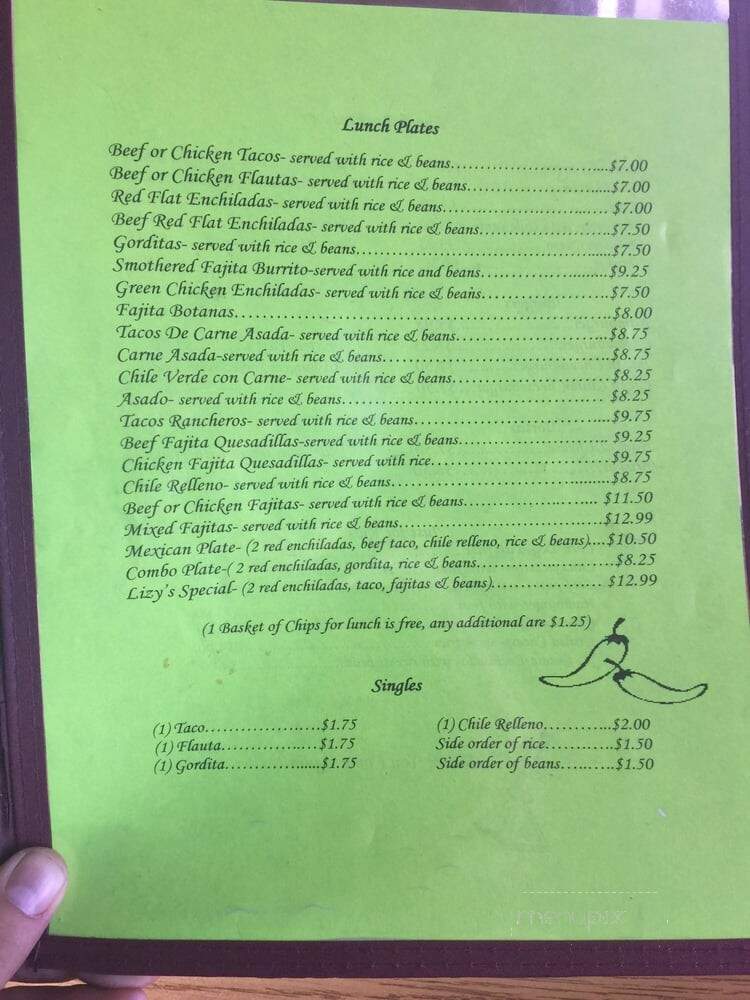 Lunch Plates
Beef or Chicken Tacos- served with rice & beans..............................$7.00
Beef or Chicken Flautas- served with rice & beans..........................$7.00
Red Flat Enchiladas- served with rice & beans.............................. $7.00
Beef Red Flat Enchiladas- served with rice & beans........................$7.50
Gorditas- served with rice & beans................................................$7.50
Smothered Fajita Burrito-served with rice and beans......................$9.25
Green Chicken Enchiladas- served with rice & beans......................$7.50
Fajita Botanas..................................................................$8.00
Tacos De Carne Asada- served with rice & beans..........................$8.75
Carne Asada-served with rice & beans........................................$8.75
Chile Verde con Carne- served with rice & beans..........................$8.25
Asado- served with rice & beans............................................ $8.25
Tacos Rancheros- served with rice & beans..................................$9.75
Beef Fajita Quesadillas-served with rice & beans......................... $9.25
Chicken Fajita Quesadillas- served with rice...............................$9.75
Chile Relleno- served with rice & beans......................................$8.75
Beef or Chicken Fajitas- served with rice & beans....................... $11.50
Mixed Fajitas- served with rice & beans....................................$12.99
Mexican Plate- (2 red enchiladas, beef taco, chile relleno, rice & beans)....$10.50
Combo Plate-( 2 red enchiladas, gordita, rice & beans........................$8.25
Lizy's Special- (2 red enchiladas, taco, fajitas & beans)................... $12.99
(1 Basket of Chips for lunch is free, any additional are $1.25)
Singles
(1) Taco.....................$1.75
(1) Flauta.................. $1.75
(1) Gordita..................$1.75
(1) Chile Relleno............$2.00
Side order of rice............$1.50
Side order of beans..........$1.50
menupix